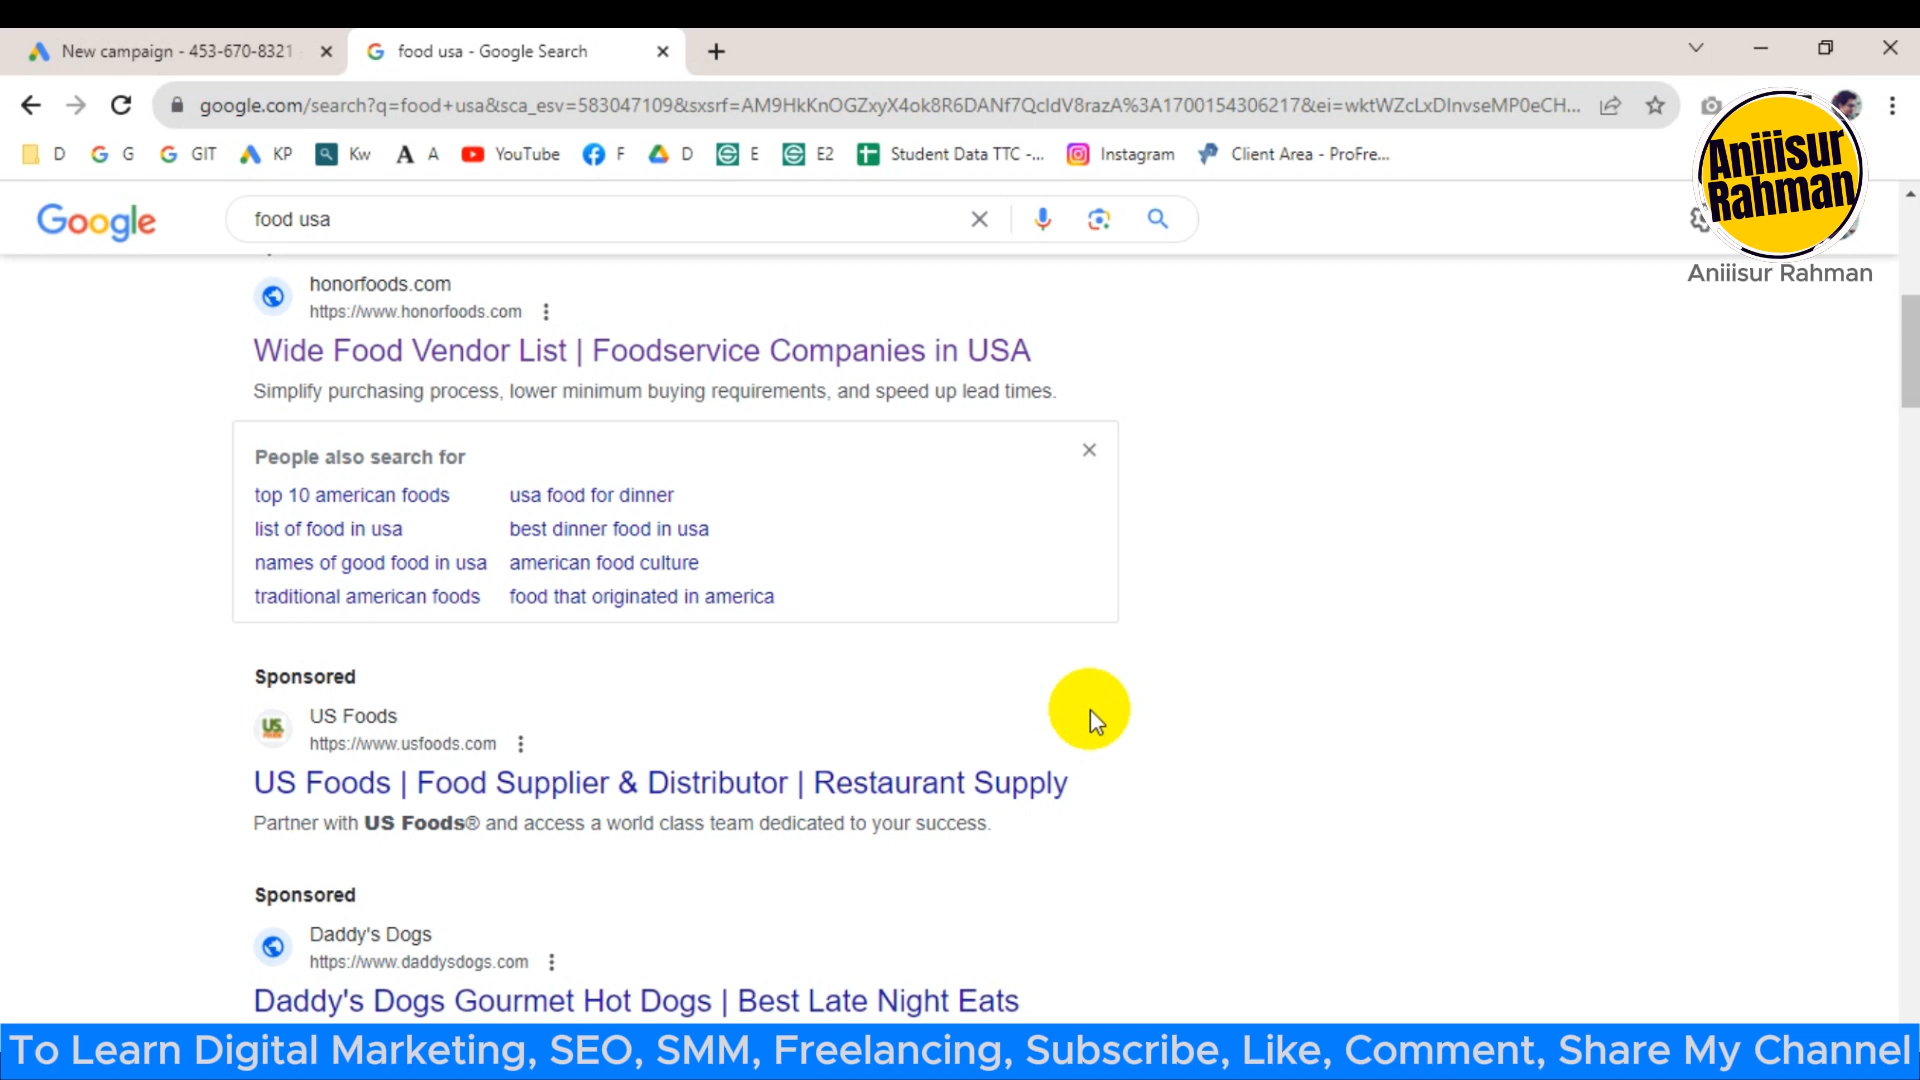 New campaign - 453-670-8321
food usa - Google Search
google.com/search?q=food+usa&sca_esv=583047109&sxsrf=AM9HkKnOGZxyX4ok8R6DANf7QcIdV8razA%3A1700154306217&ei=wktWZcLxDInvseMP0eCH...
D G GIT KP Kw A A YouTube F D E E2 Student Data TTC -... Instagram Client Area - ProFre...
Aniiisur
Rahman
Aniiisur Rahman
Google food usa
honorfoods.com
https://www.honorfoods.com
Wide Food Vendor List | Foodservice Companies in USA
Simplify purchasing process, lower minimum buying requirements, and speed up lead times.
People also search for
top 10 american foods usa food for dinner
list of food in usa best dinner food in usa
names of good food in usa american food culture
traditional american foods food that originated in america
Sponsored
US Foods
US.
https://www.usfoods.com
US Foods | Food Supplier & Distributor | Restaurant Supply
Partner with US Foods® and access a world class team dedicated to your success.
Sponsored
Daddy's Dogs
https://www.daddysdogs.com
Daddy's Dogs Gourmet Hot Dogs | Best Late Night Eats
To Learn Digital Marketing, SEO, SMM, Freelancing, Subscribe, Like, Comment, Share My Channel